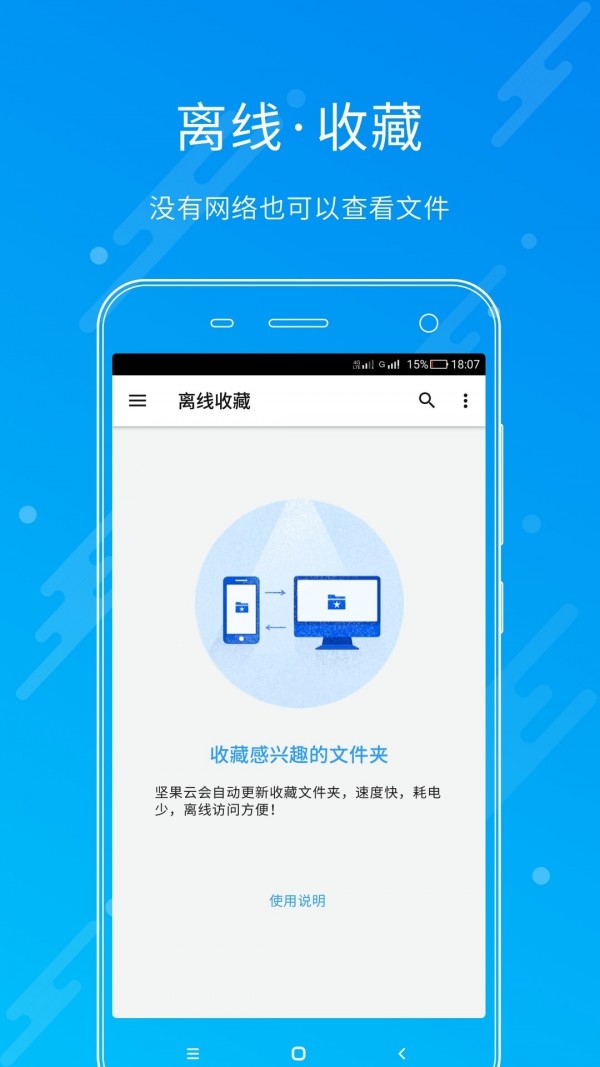 离线·收藏
没有网络也可以查看文件
4G LTE G 15% 18:07
离线收藏
收藏感兴趣的文件夹
坚果云会自动更新收藏文件夹，速度快，耗电
少，离线访问方便！
使用说明